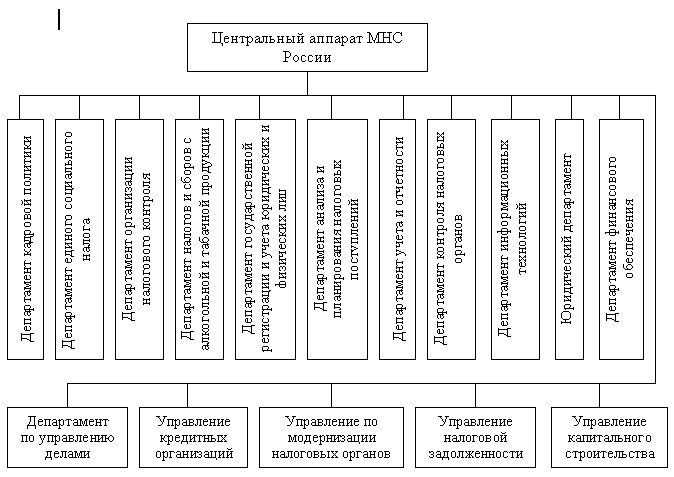 Центральный аппарат МНС
России
Департамент кадровой политики
Департамент единого социального
налога
Департамент организации
налогового контроля
Департамент налогов и сборов с
алкогольной и табачной продукции
Департамент государственной
регистрации и учета юридических и
физических лиц
Департамент анализа и
планирования налоговых
поступлений
Департамент учета и отчетности
Департамент контроля налоговых
органов
Департамент информационных
технологий
Юридический департамент
Департамент финансового
обеспечения
Департамент
по управлению
делами
Управление
кредитных
организаций
Управление по
модернизации
налоговых органов
Управление
налоговой
задолженности
Управление
капитального
строительства